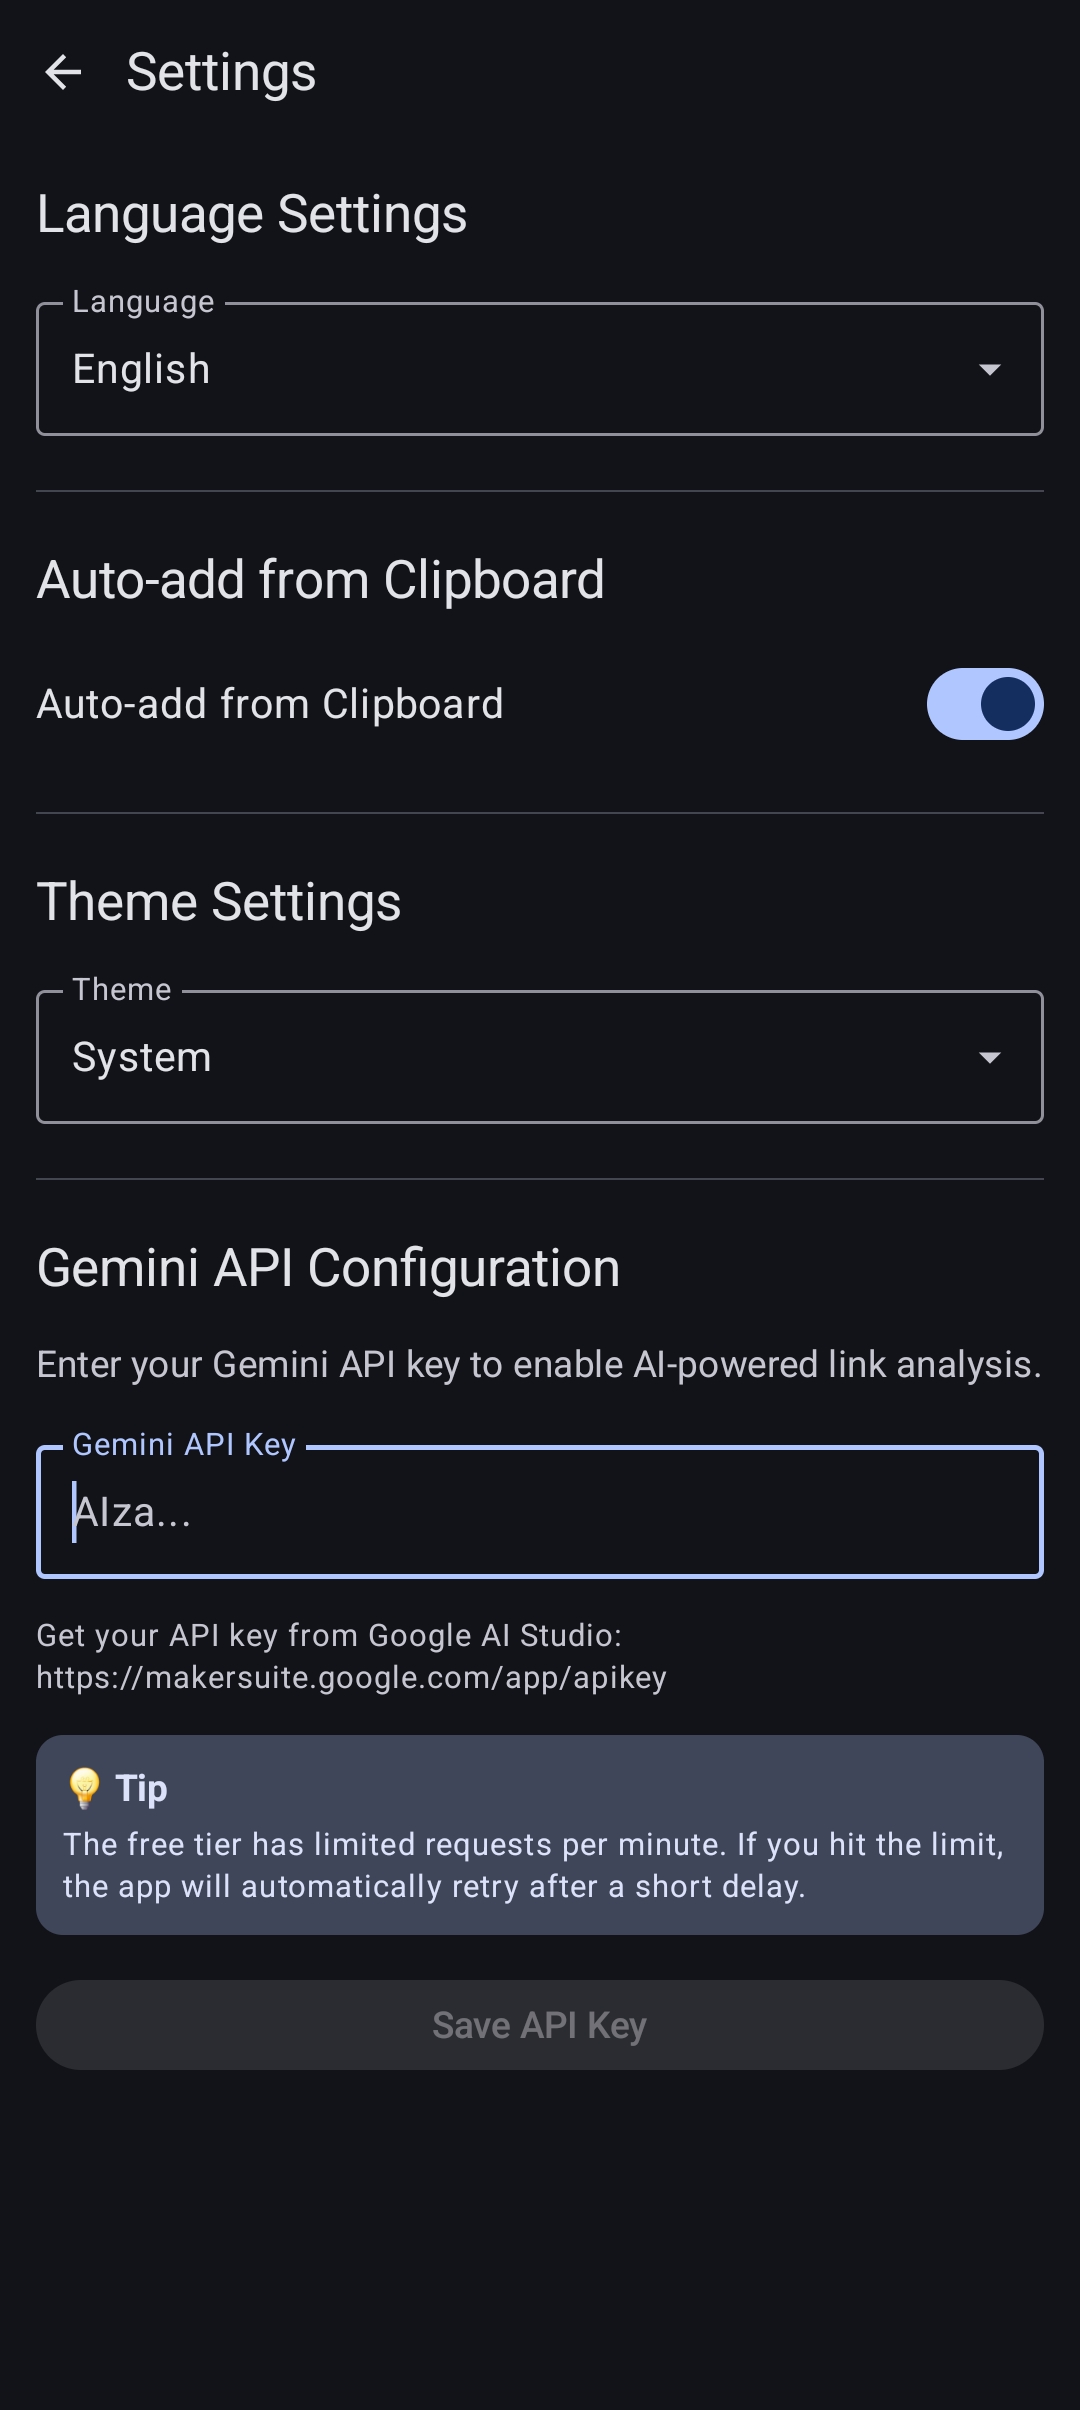 Settings
Language Settings
Language
English
Auto-add from Clipboard
Auto-add from Clipboard
Theme Settings
Theme
System
Gemini API Configuration
Enter your Gemini API key to enable AI-powered link analysis.
Gemini API Key
AIza...
Get your API key from Google AI Studio:
https://makersuite.google.com/app/apikey
💡 Tip
The free tier has limited requests per minute. If you hit the limit,
the app will automatically retry after a short delay.
Save API Key